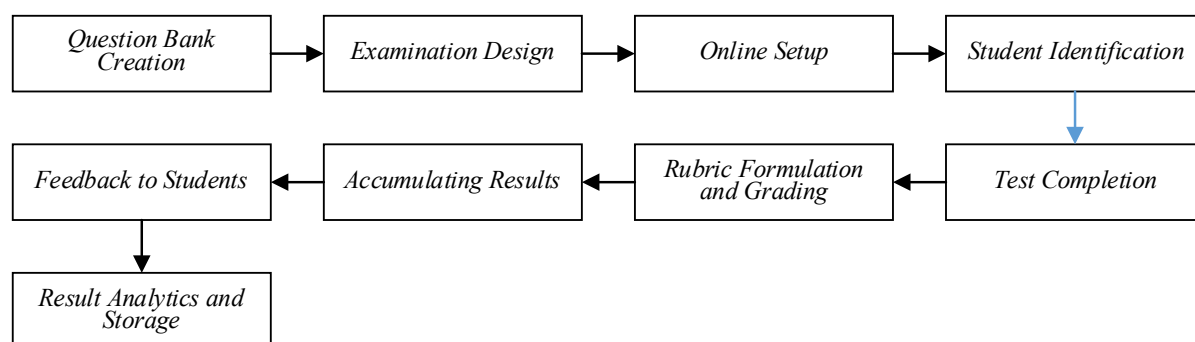 Question Bank
Creation
Examination Design
Online Setup
Student Identification
Feedback to Students
Accumulating Results
Rubric Formulation
and Grading
Test Completion
Result Analytics and
Storage